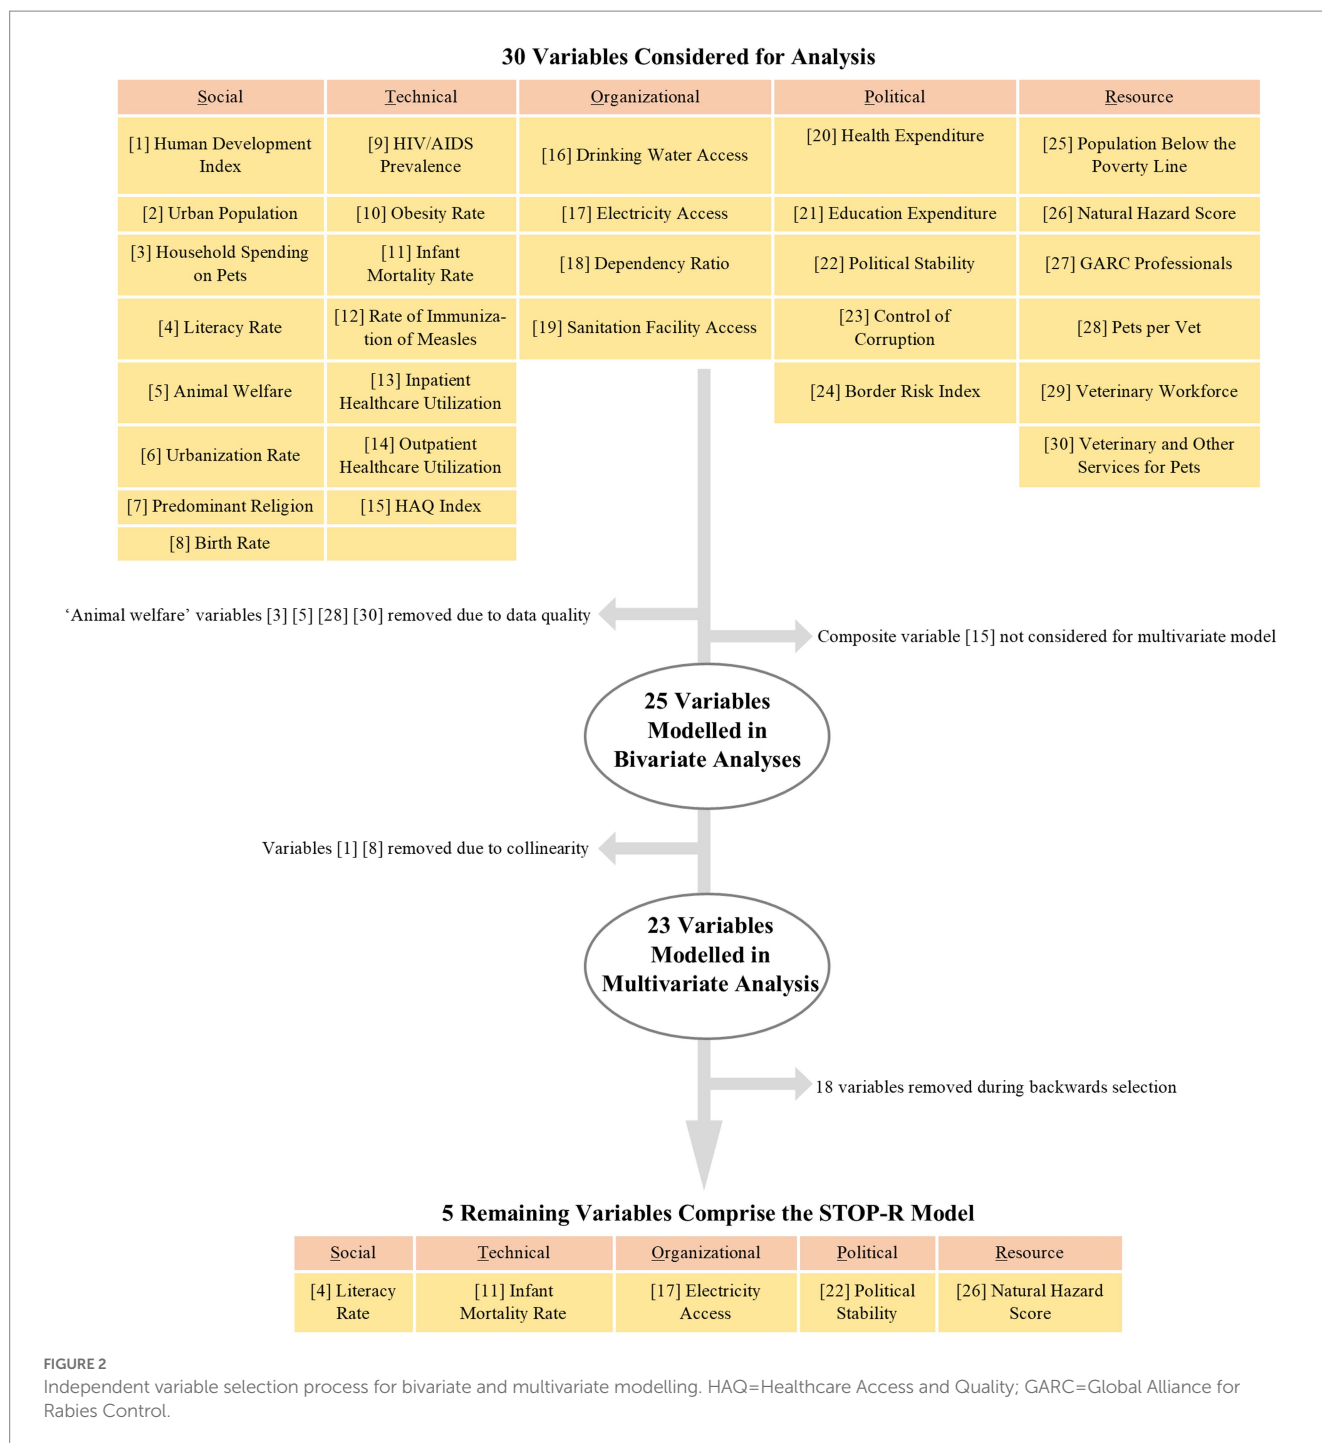 30 Variables Considered for Analysis
Social
Technical
Organizational
Political
Resource
[1] Human Development
Index
[9] HIV/AIDS
Prevalence
[16] Drinking Water Access
[20] Health Expenditure
[25] Population Below the
Poverty Line
[2] Urban Population
[10] Obesity Rate
[17] Electricity Access
[21] Education Expenditure
[26] Natural Hazard Score
[3] Household Spending
on Pets
[11] Infant
Mortality Rate
[18] Dependency Ratio
[22] Political Stability
[27] GARC Professionals
[4] Literacy Rate
[12] Rate of Immuniza-
tion of Measles
[19] Sanitation Facility Access
[23] Control of
Corruption
[28] Pets per Vet
[5] Animal Welfare
[13] Inpatient
Healthcare Utilization
[24] Border Risk Index
[29] Veterinary Workforce
[6] Urbanization Rate
[14] Outpatient
Healthcare Utilization
[30] Veterinary and Other
Services for Pets
[7] Predominant Religion
[15] HAQ Index
[8] Birth Rate
‘Animal welfare’ variables [3] [5] [28] [30] removed due to data quality
Composite variable [15] not considered for multivariate model
25 Variables
Modelled in
Bivariate Analyses
Variables [1] [8] removed due to collinearity
23 Variables
Modelled in
Multivariate Analysis
18 variables removed during backwards selection
5 Remaining Variables Comprise the STOP-R Model
Social
Technical
Organizational
Political
Resource
[4] Literacy
Rate
[11] Infant
Mortality Rate
[17] Electricity
Access
[22] Political
Stability
[26] Natural Hazard
Score
FIGURE 2
Independent variable selection process for bivariate and multivariate modelling. HAQ=Healthcare Access and Quality; GARC=Global Alliance for
Rabies Control.